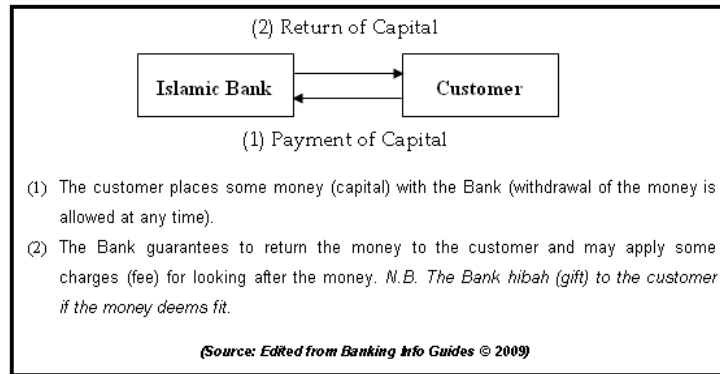 (2) Return of Capital
Islamic Bank
Customer
(1) Payment of Capital
(1) The customer places some money (capital) with the Bank (withdrawal of the money is
allowed at any time).
(2) The Bank guarantees to return the money to the customer and may apply some
charges (fee) for looking after the money. N.B. The Bank hibah (gift) to the customer
if the money deems fit.
(Source: Edited from Banking Info Guides © 2009)